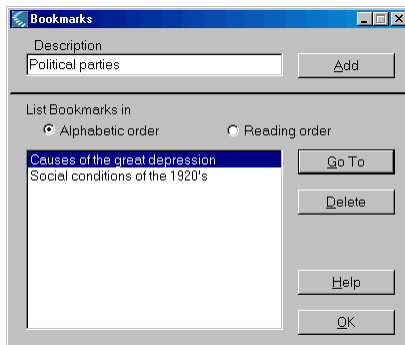 Bookmarks
Description
Political parties
Add
List Bookmarks in
Alphabetic order Reading order
Causes of the great depression
Social conditions of the 1920's
Go To
Delete
Help
OK